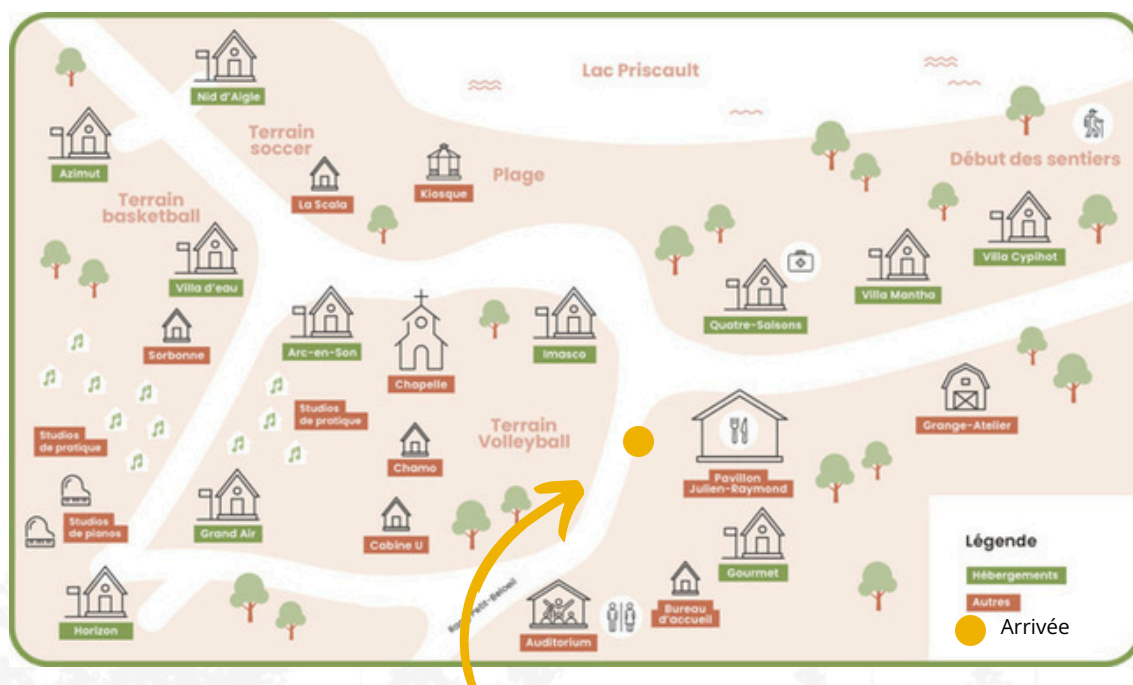 Lac Priscault
Nid d'Aigle
Terrain
soccer
Début des sentiers
Azimut
La Scala
Kiosque
Plage
Terrain
basketball
Villa Cypihot
Villa d'eau
Villa Mantha
Quatre-Saisons
Sorbonne
Arc-en-Son
Imasco
Chapelle
Studios
de pratique
Terrain
Volleyball
Grange-Atelier
Studios
de pratique
Chamo
Pavillon
Julien-Raymond
Studios
de pianos
Grand Air
Cabine U
Gourmet
Petit-Beloeil
Bureau
d'accueil
Horizon
Auditorium
Légende
Hébergements
Autres
Arrivée